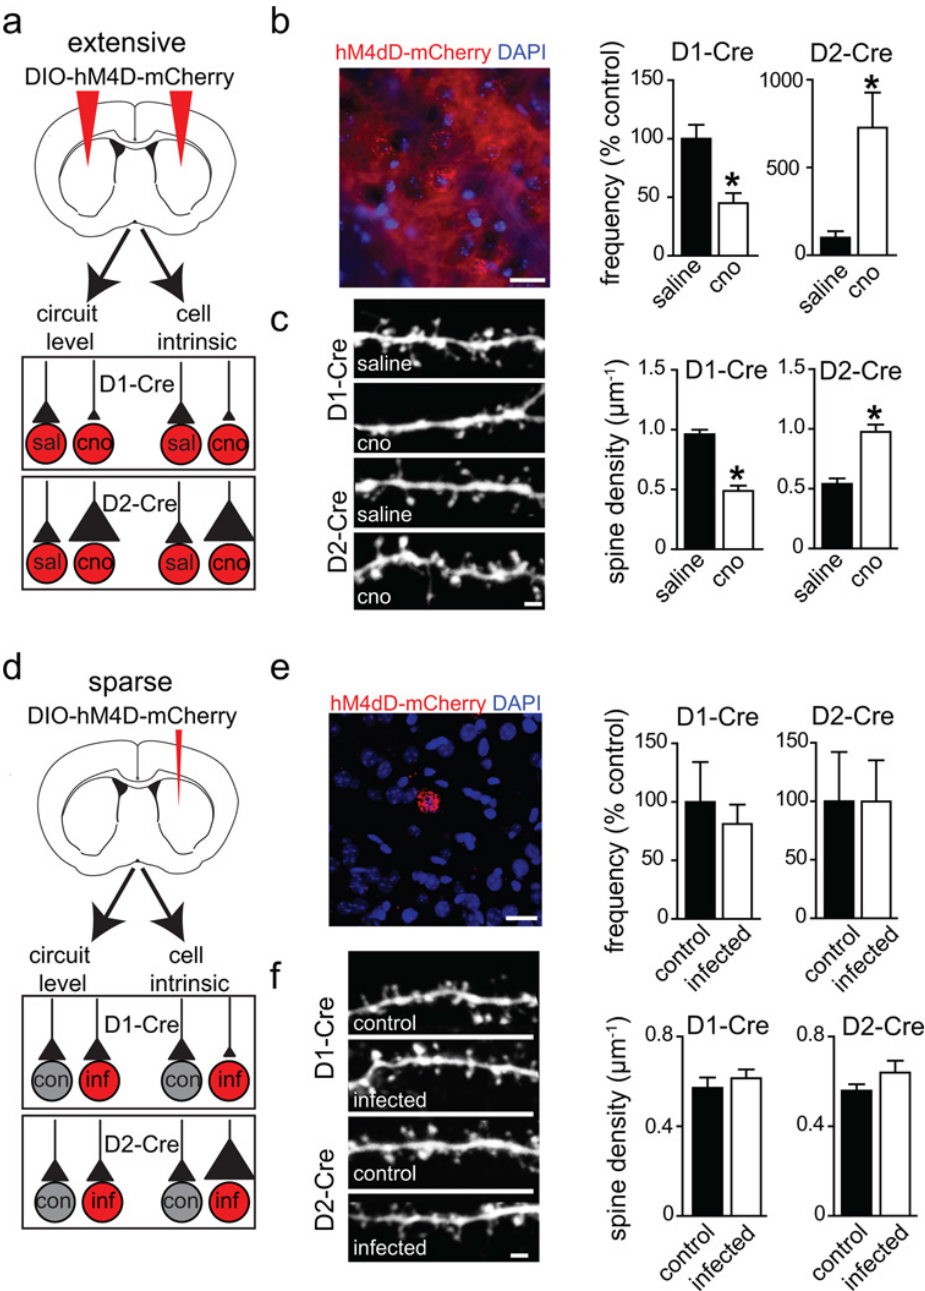 a
extensive
DIO-hM4D-mCherry
circuit level
cell intrinsic
D1-Cre
sal cno sal cno
D2-Cre
sal cno sal cno
b
hM4dD-mCherry DAPI
D1-Cre
frequency (% control)
150
100
50
0
saline
cno
*
D2-Cre
1000
500
0
saline
cno
*
c
D1-Cre
saline
cno
D2-Cre
saline
cno
D1-Cre
spine density (µm⁻¹)
1.5
1.0
0.5
0
saline
cno
*
D2-Cre
1.5
1.0
0.5
0
saline
cno
*
d
sparse
DIO-hM4D-mCherry
circuit level
cell intrinsic
D1-Cre
con inf con inf
D2-Cre
con inf con inf
e
hM4dD-mCherry DAPI
D1-Cre
frequency (% control)
150
100
50
0
control
infected
D2-Cre
150
100
50
0
control
infected
f
D1-Cre
control
infected
D2-Cre
control
infected
D1-Cre
spine density (µm⁻¹)
0.8
0.4
0
control
infected
D2-Cre
0.8
0.4
0
control
infected